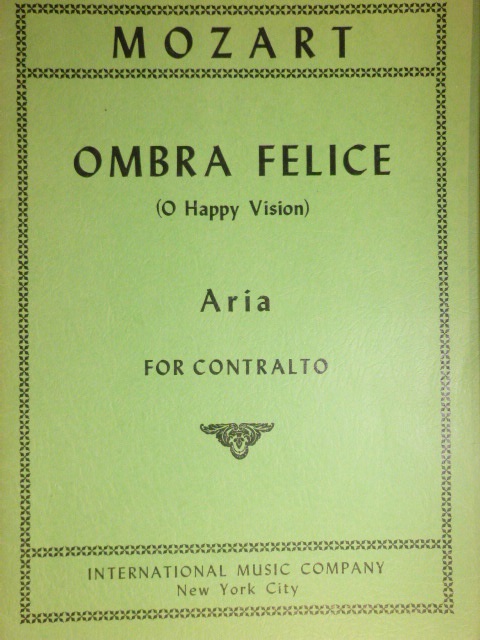 MOZART
OMBRA FELICE
(O Happy Vision)
Aria
FOR CONTRALTO
INTERNATIONAL MUSIC COMPANY
New York City